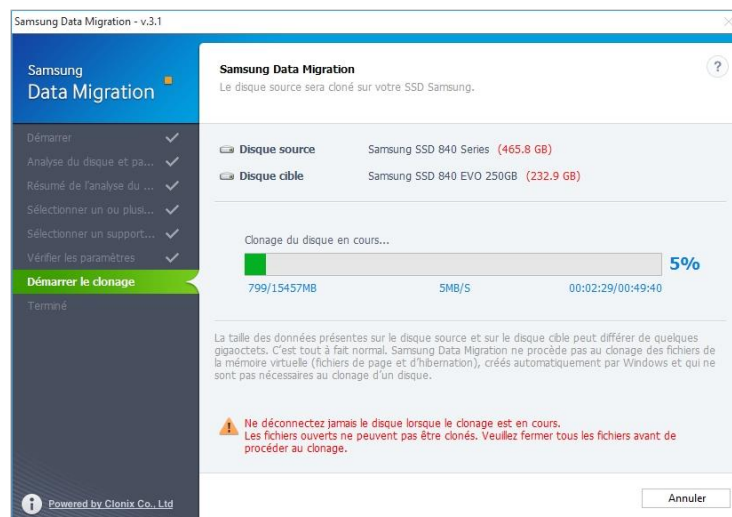 Samsung Data Migration - v.3.1
Samsung
Data Migration
Démarrer
Analyse du disque et pa...
Résumé de l'analyse du ...
Sélectionner un ou plusi...
Sélectionner un support...
Vérifier les paramètres
Démarrer le clonage
Terminé
Powered by Clonix Co., Ltd
Samsung Data Migration
Le disque source sera cloné sur votre SSD Samsung.
?
Disque source Samsung SSD 840 Series (465.8 GB)
Disque cible Samsung SSD 840 EVO 250GB (232.9 GB)
Clonage du disque en cours...
5%
799/15457MB 5MB/S 00:02:29/00:49:40
La taille des données présentes sur le disque source et sur le disque cible peut différer de quelques
gigaoctets. C'est tout à fait normal. Samsung Data Migration ne procède pas au clonage des fichiers de
la mémoire virtuelle (fichiers de page et d'hibernation), créés automatiquement par Windows et qui ne
sont pas nécessaires au clonage d'un disque.
Ne déconnectez jamais le disque lorsque le clonage est en cours.
Les fichiers ouverts ne peuvent pas être clonés. Veuillez fermer tous les fichiers avant de
procéder au clonage.
Annuler